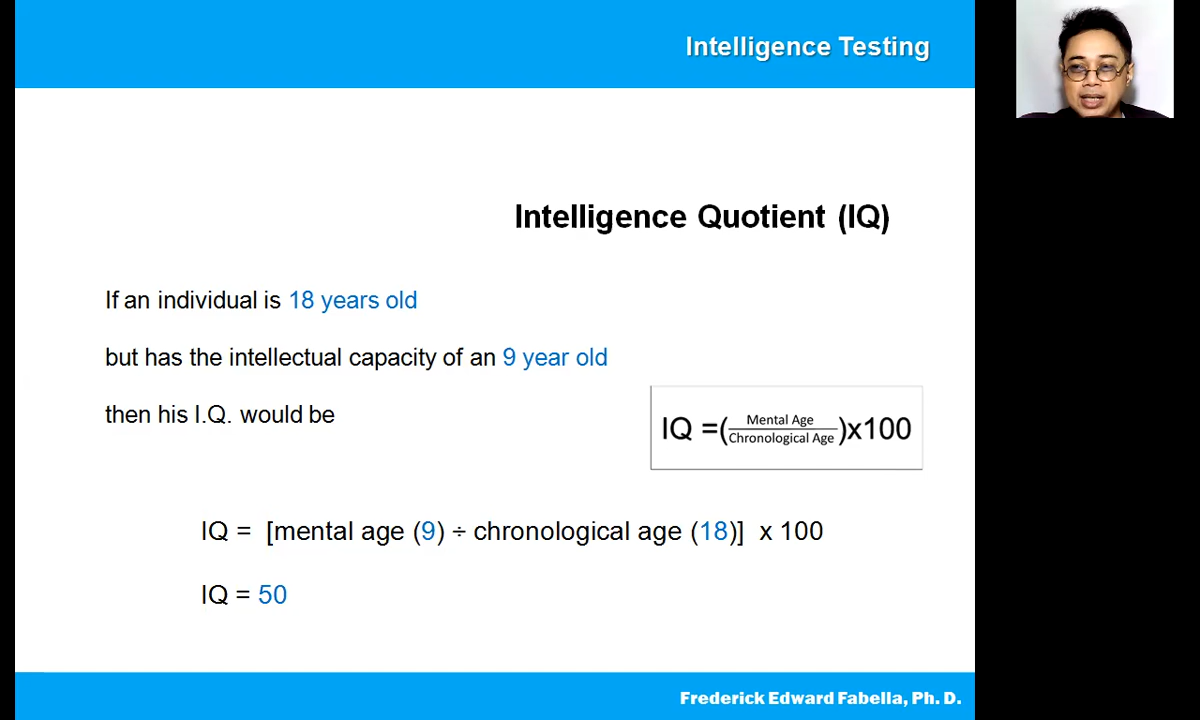 Intelligence Testing
Intelligence Quotient (IQ)
If an individual is 18 years old
but has the intellectual capacity of an 9 year old
then his I.Q. would be
IQ =(Mental Age
Chronological Age)x100
IQ = [mental age (9) ÷ chronological age (18)] x 100
IQ = 50
Frederick Edward Fabella, Ph. D.